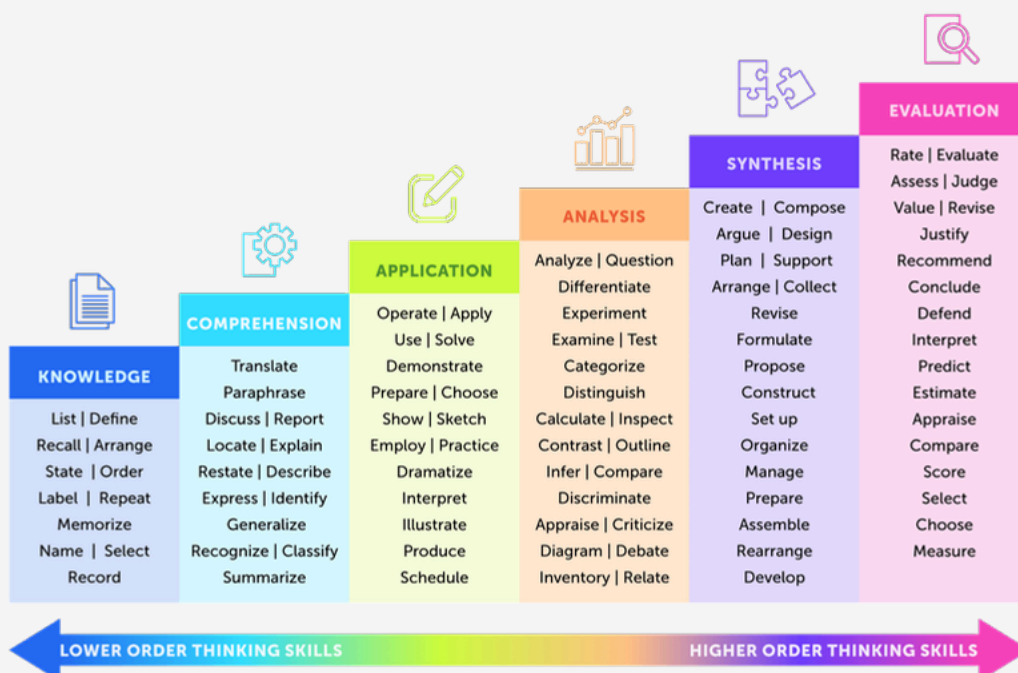 KNOWLEDGE
List | Define
Recall | Arrange
State | Order
Label | Repeat
Memorize
Name | Select
Record
COMPREHENSION
Translate
Paraphrase
Discuss | Report
Locate | Explain
Restate | Describe
Express | Identify
Generalize
Recognize | Classify
Summarize
APPLICATION
Operate | Apply
Use | Solve
Demonstrate
Prepare | Choose
Show | Sketch
Employ | Practice
Dramatize
Interpret
Illustrate
Produce
Schedule
ANALYSIS
Analyze | Question
Differentiate
Experiment
Examine | Test
Categorize
Distinguish
Calculate | Inspect
Contrast | Outline
Infer | Compare
Discriminate
Appraise | Criticize
Diagram | Debate
Inventory | Relate
SYNTHESIS
Create | Compose
Argue | Design
Plan | Support
Arrange | Collect
Revise
Formulate
Propose
Construct
Set up
Organize
Manage
Prepare
Assemble
Rearrange
Develop
EVALUATION
Rate | Evaluate
Assess | Judge
Value | Revise
Justify
Recommend
Conclude
Defend
Interpret
Predict
Estimate
Appraise
Compare
Score
Select
Choose
Measure
LOWER ORDER THINKING SKILLS
HIGHER ORDER THINKING SKILLS